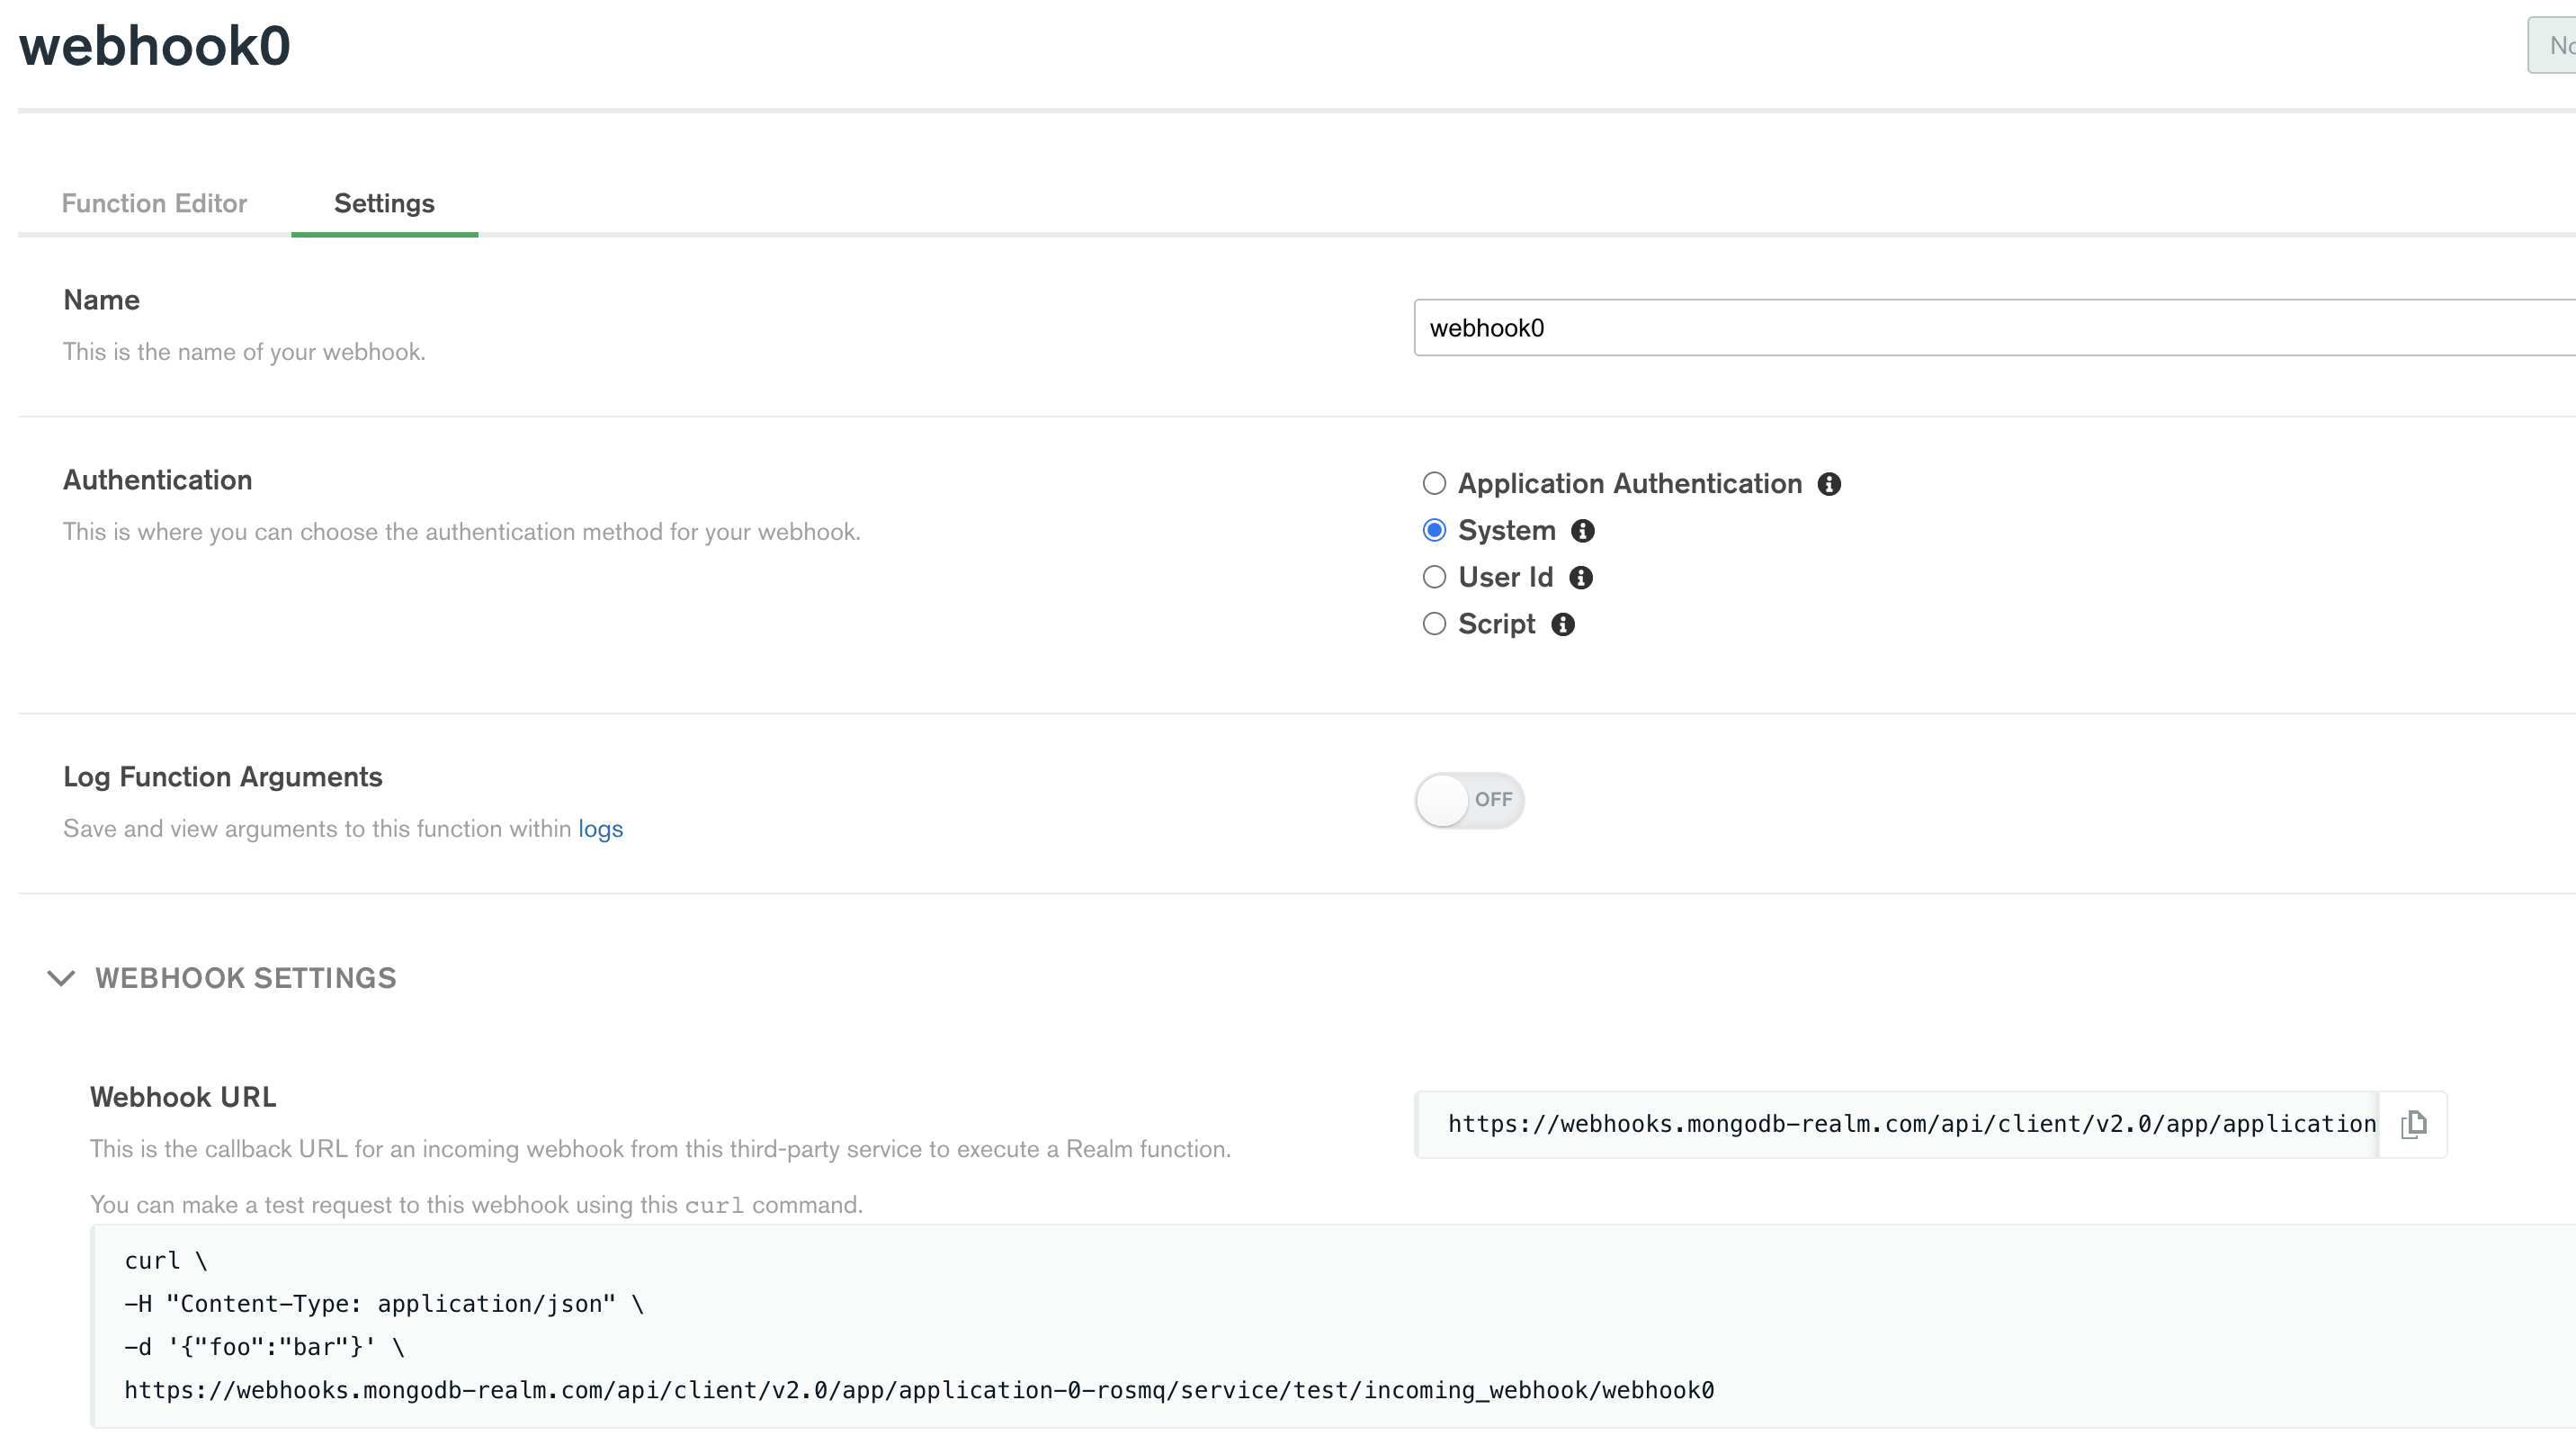 webhook0
Function Editor
Settings
Name
This is the name of your webhook.
webhook0
Authentication
This is where you can choose the authentication method for your webhook.
Application Authentication
System
User Id
Script
Log Function Arguments
Save and view arguments to this function within logs
OFF
WEBHOOK SETTINGS
Webhook URL
This is the callback URL for an incoming webhook from this third-party service to execute a Realm function.
https://webhooks.mongodb-realm.com/api/client/v2.0/app/application
You can make a test request to this webhook using this curl command.
curl \
-H "Content-Type: application/json" \
-d '{"foo":"bar"}' \
https://webhooks.mongodb-realm.com/api/client/v2.0/app/application-0-rosmq/service/test/incoming_webhook/webhook0